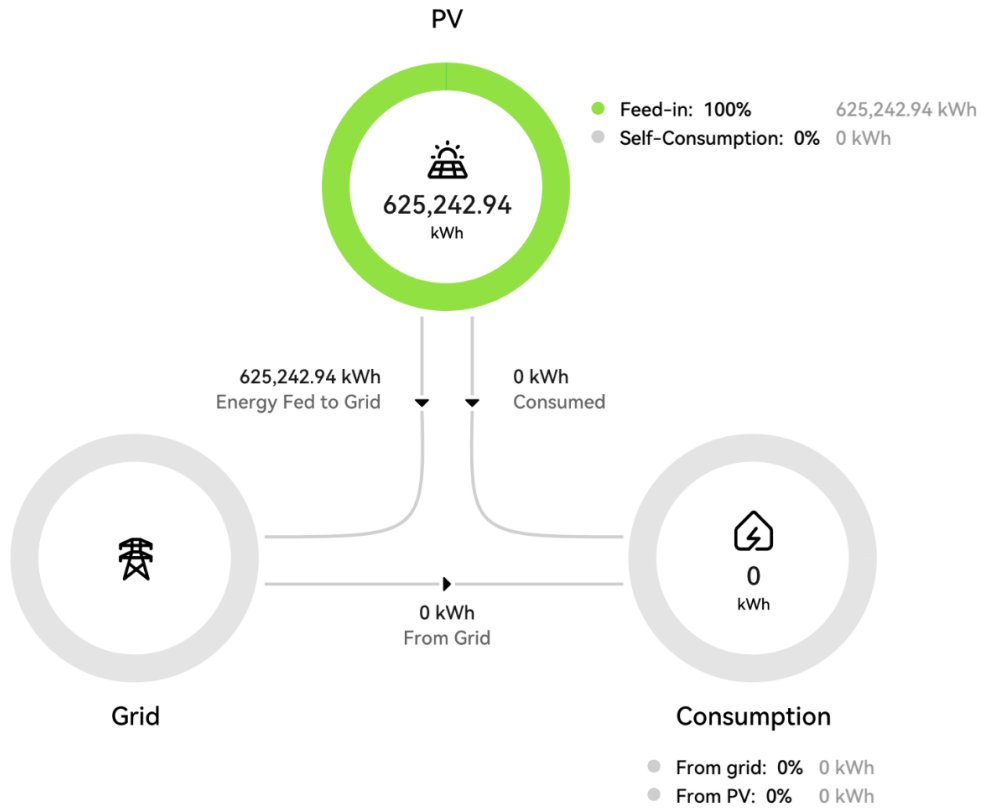 PV
Feed-in: 100% 625,242.94 kWh
Self-Consumption: 0% 0 kWh
625,242.94
kWh
625,242.94 kWh
Energy Fed to Grid
0 kWh
Consumed
0
kWh
0 kWh
From Grid
Grid
Consumption
From grid: 0% 0 kWh
From PV: 0% 0 kWh